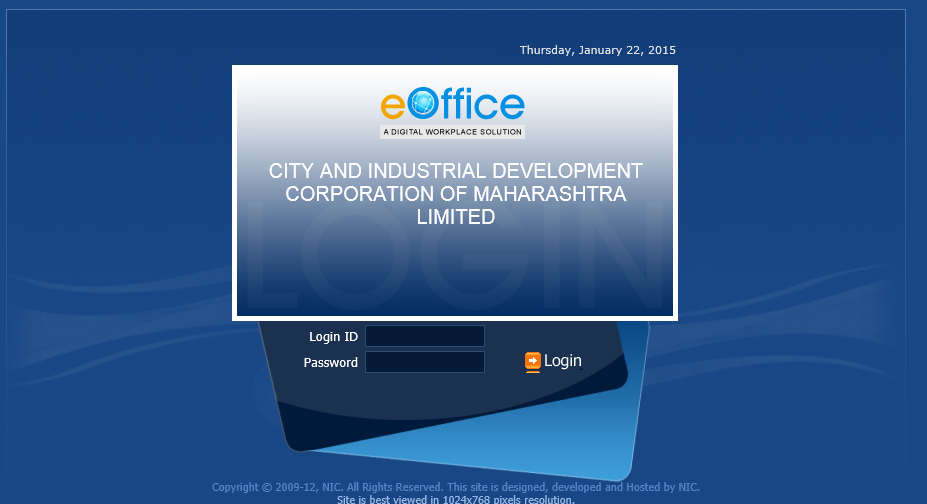 Thursday, January 22, 2015
eOffice
A DIGITAL WORKPLACE SOLUTION
CITY AND INDUSTRIAL DEVELOPMENT
CORPORATION OF MAHARASHTRA
LIMITED
LOGIN
Login ID
Password
Login
Copyright © 2009-12, NIC. All Rights Reserved. This site is designed, developed and Hosted by NIC.
Site is best viewed in 1024x768 pixels resolution.